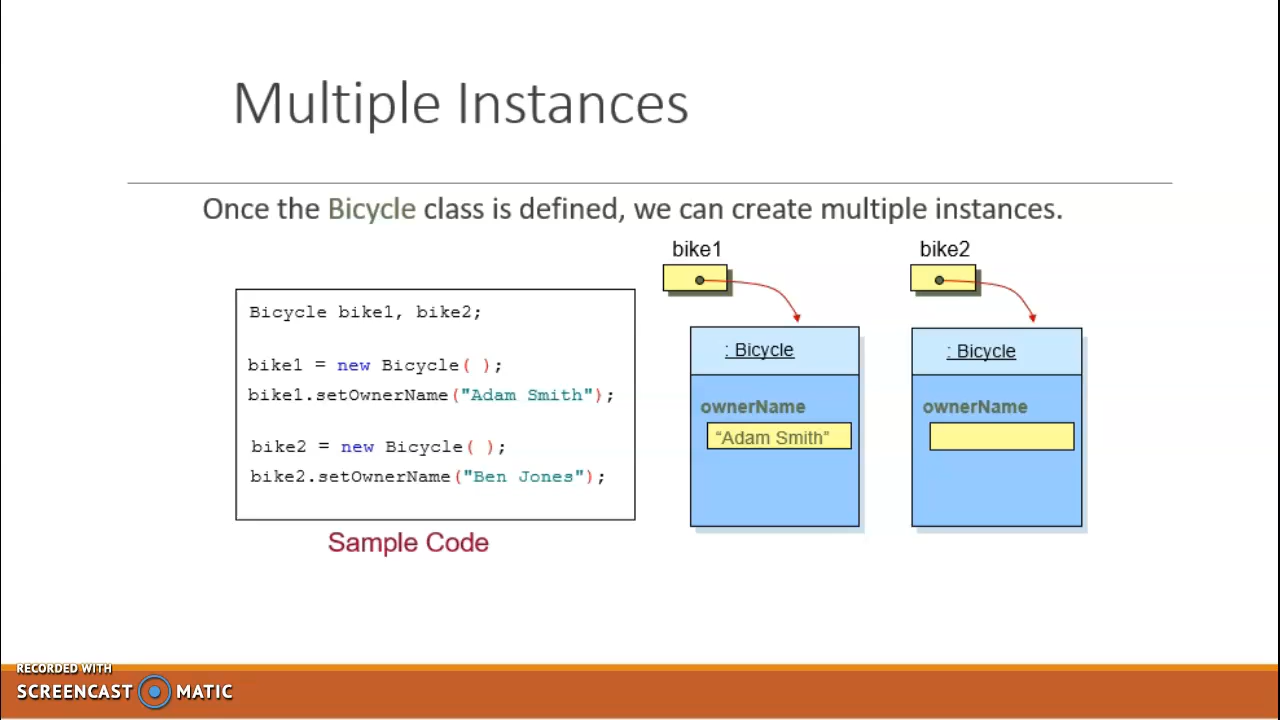 Multiple Instances
Once the Bicycle class is defined, we can create multiple instances.
bike1
bike2
Bicycle bike1, bike2;
bike1 = new Bicycle( );
bike1.setOwnerName("Adam Smith");
bike2 = new Bicycle( );
bike2.setOwnerName("Ben Jones");
Sample Code
: Bicycle
ownerName
“Adam Smith”
: Bicycle
ownerName
RECORDED WITH
SCREENCAST MATIC